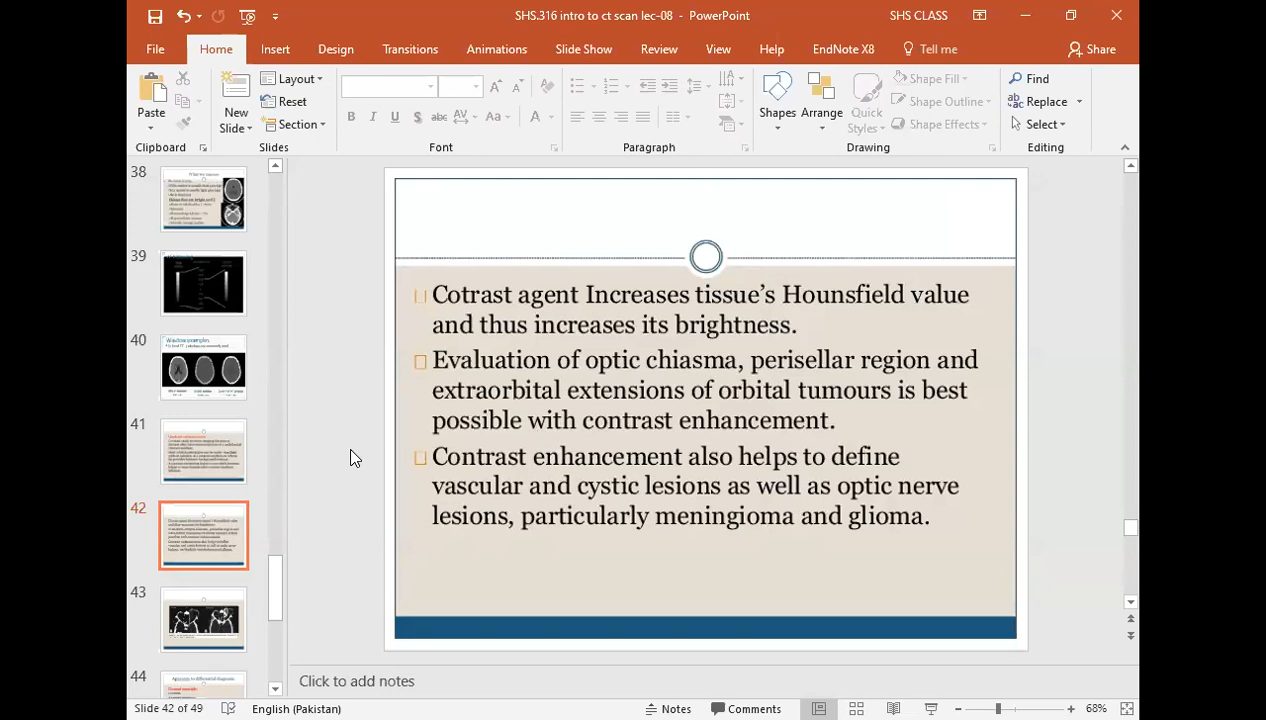 SHS.316 intro to ct scan lec-08 - PowerPoint
SHS CLASS
File Home Insert Design Transitions Animations Slide Show Review View Help EndNote X8 Tell me Share
Paste
New Slide
Layout
Reset
Section
Shapes
Arrange
Quick Styles
Shape Fill
Shape Outline
Shape Effects
Find
Replace
Select
Clipboard Slides Font Paragraph Drawing Editing
38
39
40
Window examples
41
42
43
44
Approach to differential diagnosis
Cotrast agent Increases tissue’s Hounsfield value
and thus increases its brightness.
Evaluation of optic chiasma, perisellar region and
extraorbital extensions of orbital tumours is best
possible with contrast enhancement.
Contrast enhancement also helps to define
vascular and cystic lesions as well as optic nerve
lesions, particularly meningioma and glioma.
Click to add notes
Slide 42 of 49 English (Pakistan) Notes Comments 68%